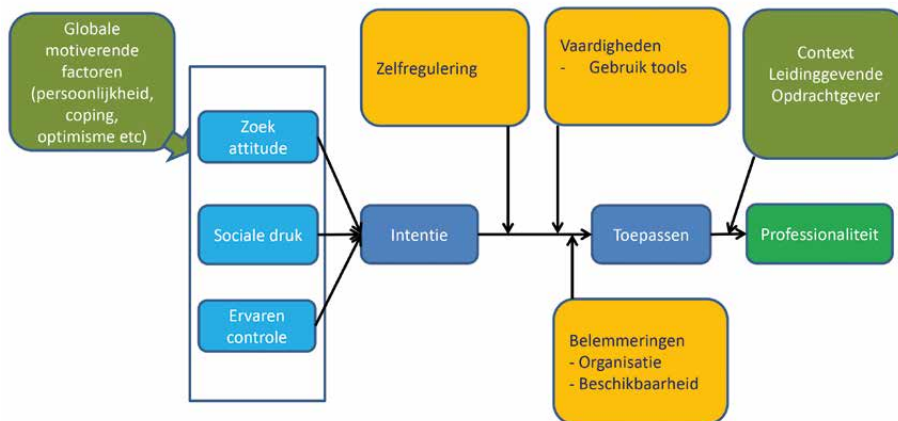 Globale
motiverende
factoren
(persoonlijkheid,
coping,
optimisme etc)
Zoek
attitude
Sociale druk
Ervaren
controle
Intentie
Zelfregulering
Vaardigheden
- Gebruik tools
Belemmeringen
- Organisatie
- Beschikbaarheid
Toepassen
Context
Leidinggevende
Opdrachtgever
Professionaliteit